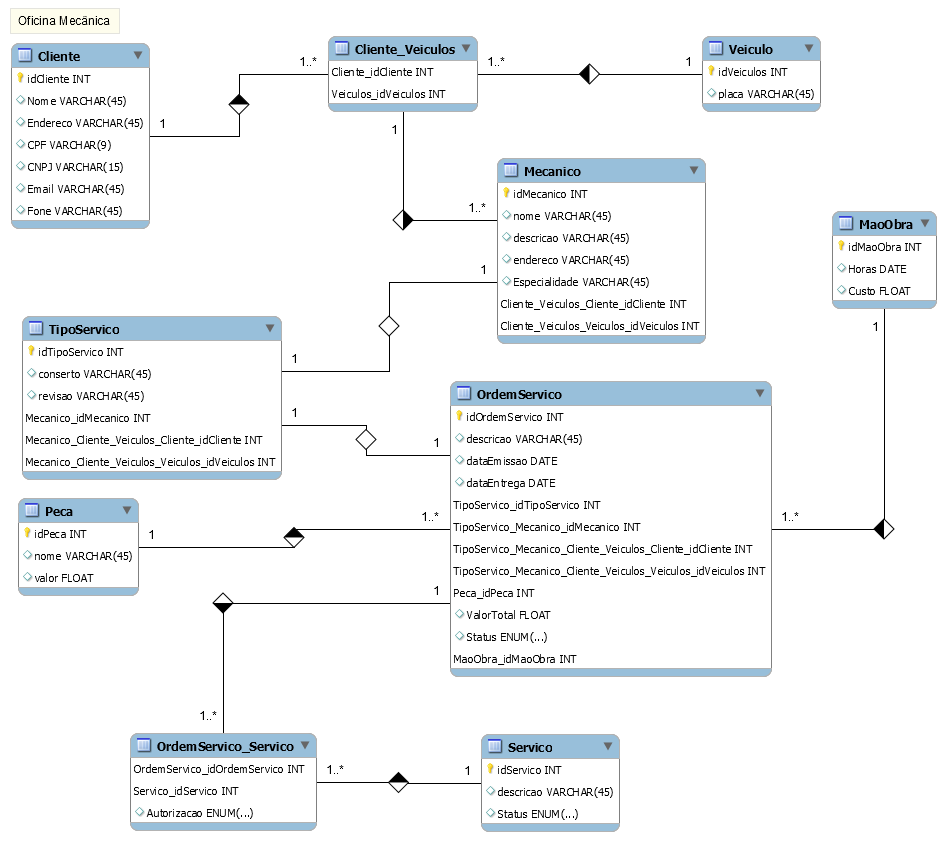 Oficina Mecânica
Cliente
idCliente INT
Nome VARCHAR(45)
Endereco VARCHAR(45)
CPF VARCHAR(9)
CNPJ VARCHAR(15)
Email VARCHAR(45)
Fone VARCHAR(45)
1
1..*
Cliente_Veiculos
Cliente_idCliente INT
Veiculos_idVeiculos INT
1..*
1
Veiculo
idVeiculos INT
placa VARCHAR(45)
1
1..*
Mecanico
idMecanico INT
nome VARCHAR(45)
descricao VARCHAR(45)
endereco VARCHAR(45)
Especialidade VARCHAR(45)
Cliente_Veiculos_Cliente_idCliente INT
Cliente_Veiculos_Veiculos_idVeiculos INT
1
MaoObra
idMaoObra INT
Horas DATE
Custo FLOAT
1
TipoServico
idTipoServico INT
conserto VARCHAR(45)
revisao VARCHAR(45)
Mecanico_idMecanico INT
Mecanico_Cliente_Veiculos_Cliente_idCliente INT
Mecanico_Cliente_Veiculos_Veiculos_idVeiculos INT
1
1
1
OrdemServico
idOrdemServico INT
descricao VARCHAR(45)
dataEmissao DATE
dataEntrega DATE
TipoServico_idTipoServico INT
TipoServico_Mecanico_idMecanico INT
TipoServico_Mecanico_Cliente_Veiculos_Cliente_idCliente INT
TipoServico_Mecanico_Cliente_Veiculos_Veiculos_idVeiculos INT
Peca_idPeca INT
ValorTotal FLOAT
Status ENUM(...)
MaoObra_idMaoObra INT
1..*
Peca
idPeca INT
nome VARCHAR(45)
valor FLOAT
1
1..*
1
1..*
OrdemServico_Servico
OrdemServico_idOrdemServico INT
Servico_idServico INT
Autorizacao ENUM(...)
1..*
1
Servico
idServico INT
descricao VARCHAR(45)
Status ENUM(...)